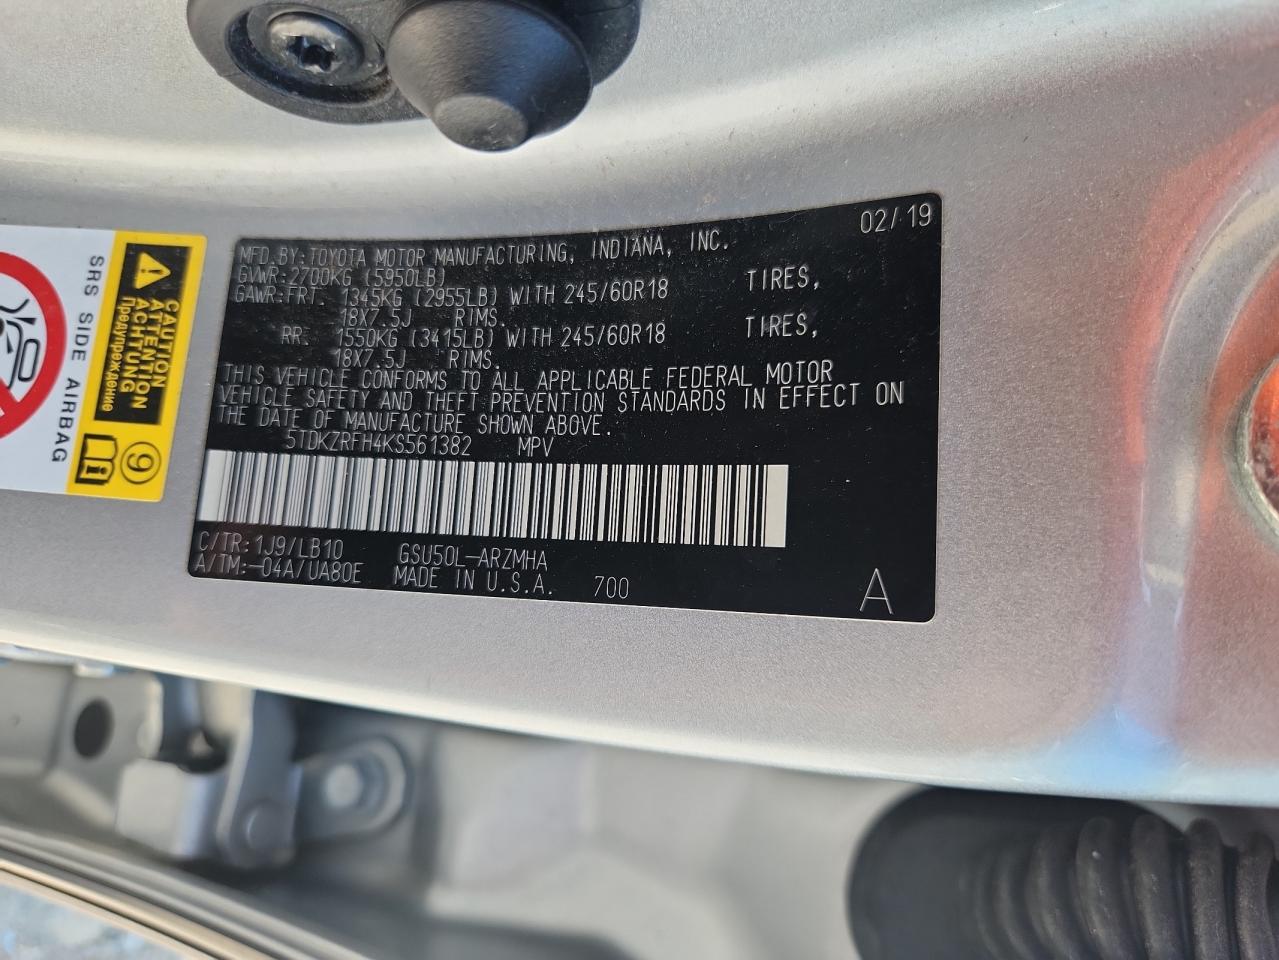 02/19
MFD.BY:TOYOTA MOTOR MANUFACTURING, INDIANA, INC.
GVWR:2700KG (5950LB)
GAWR:FRT. 1345KG (2955LB) WITH 245/60R18 TIRES,
18X7.5J RIMS.
RR. 1550KG (3415LB) WITH 245/60R18 TIRES,
18X7.5J RIMS.
THIS VEHICLE CONFORMS TO ALL APPLICABLE FEDERAL MOTOR
VEHICLE SAFETY AND THEFT PREVENTION STANDARDS IN EFFECT ON
THE DATE OF MANUFACTURE SHOWN ABOVE.
5TDKZRFH4KS561382 MPV
C/TR:1J9/LB10 GSU50L-ARZMHA
A/TM:-04A/UA80E MADE IN U.S.A. 700
A
CAUTION
ATTENTION
ACHTUNG
Предупреждение
SRS SIDE AIRBAG
9
i